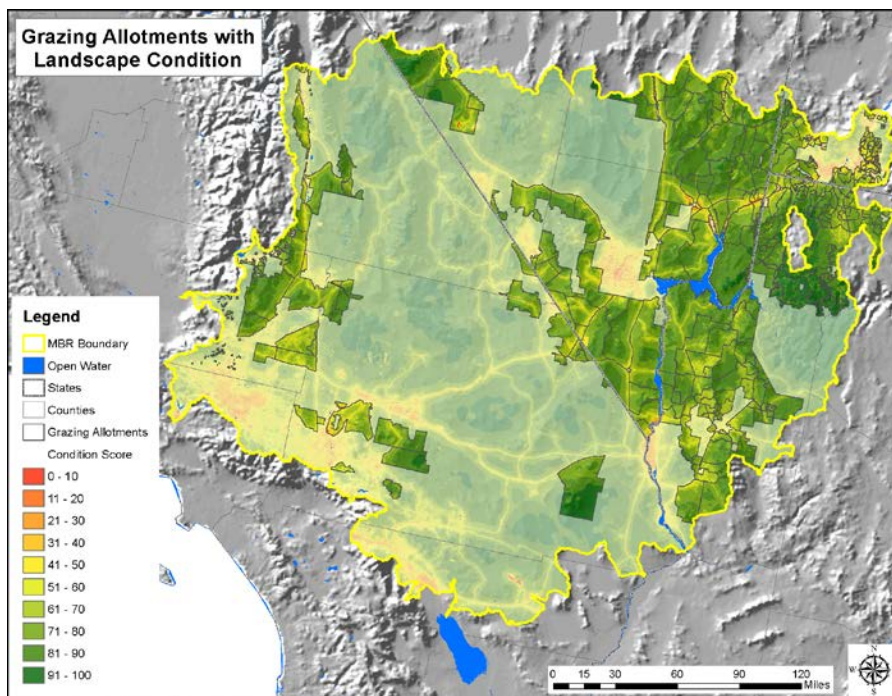 Grazing Allotments with
Landscape Condition
Legend
MBR Boundary
Open Water
States
Counties
Grazing Allotments
Condition Score
0 - 10
11 - 20
21 - 30
31 - 40
41 - 50
51 - 60
61 - 70
71 - 80
81 - 90
91 - 100
0 15 30 60 90 120
Miles
N
W